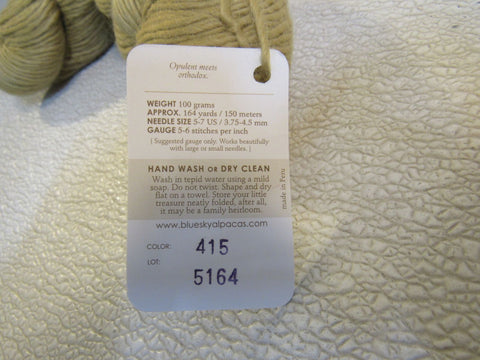 Opulent meets
orthodox.
WEIGHT 100 grams
APPROX. 164 yards / 150 meters
NEEDLE SIZE 5-7 US / 3.75-4.5 mm
GAUGE 5-6 stitches per inch
[ Suggested gauge only. Works beautifully
with large or small needles. ]
HAND WASH OR DRY CLEAN
Wash in tepid water using a mild
soap. Do not twist. Shape and dry
flat on a towel. Store your little
treasure neatly folded, after all,
it may be a family heirloom.
www.blueskyalpacas.com
made in Peru
COLOR: 415
LOT: 5164